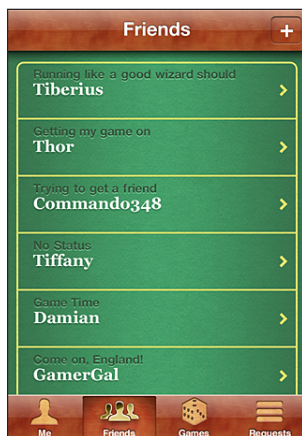 Friends
+
Running like a good wizard should
Tiberius
Getting my game on
Thor
Trying to get a friend
Commando348
No Status
Tiffany
Game Time
Damian
Come on, England!
GamerGal
Me
Friends
Games
Requests